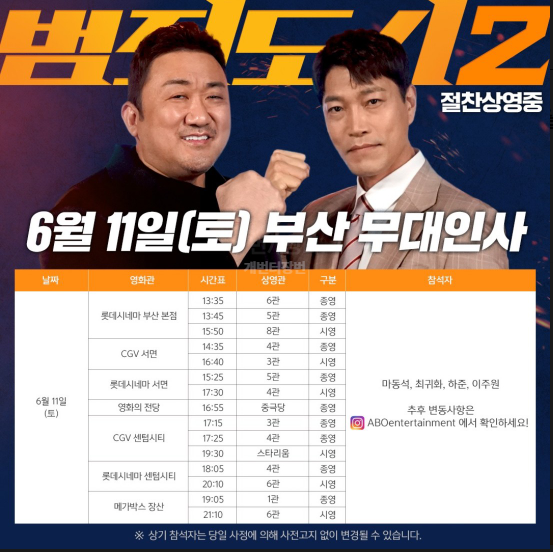 범죄도시2
절찬상영중
6월 11일(토) 부산 무대인사
날짜 영화관 시간표 상영관 구분 참석자
6월 11일
(토)
롯데시네마 부산 본점 13:35 6관 종영
13:45 5관 종영
15:50 8관 시영
CGV 서면 14:35 4관 종영
16:40 3관 시영
롯데시네마 서면 15:25 5관 종영
17:30 4관 시영
영화의 전당 16:55 중극당 종영
CGV 센텀시티 17:15 3관 종영
17:25 4관 종영
19:30 스타리움 시영
롯데시네마 센텀시티 18:05 4관 종영
20:10 6관 시영
메가박스 장산 19:05 1관 종영
21:10 6관 시영
마동석, 최귀화, 하준, 이주원
추후 변동사항은
ABOentertainment 에서 확인하세요!
※ 상기 참석자는 당일 사정에 의해 사전고지 없이 변경될 수 있습니다.